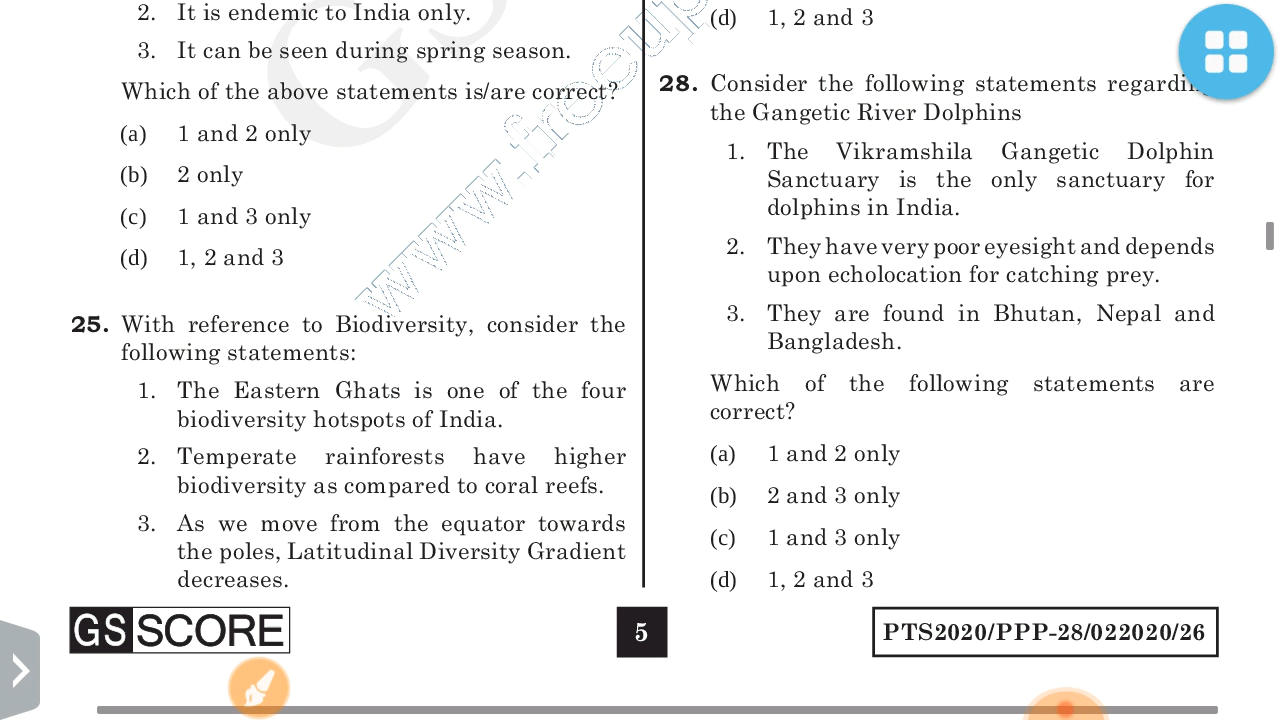 2. It is endemic to India only.
3. It can be seen during spring season.
Which of the above statements is/are correct?
(a) 1 and 2 only
(b) 2 only
(c) 1 and 3 only
(d) 1, 2 and 3
25. With reference to Biodiversity, consider the
following statements:
1. The Eastern Ghats is one of the four
biodiversity hotspots of India.
2. Temperate rainforests have higher
biodiversity as compared to coral reefs.
3. As we move from the equator towards
the poles, Latitudinal Diversity Gradient
decreases.
(d) 1, 2 and 3
28. Consider the following statements
the Gangetic River Dolphins
1. The Vikramshila Gangetic Dolphin
Sanctuary is the only sanctuary for
dolphins in India.
2. They have very poor eyesight and depends
upon echolocation for catching prey.
3. They are found in Bhutan, Nepal and
Bangladesh.
Which of the following statements are
correct?
(a) 1 and 2 only
(b) 2 and 3 only
(c) 1 and 3 only
(d) 1, 2 and 3
GS SCORE
5
PTS2020/PPP-28/022020/26